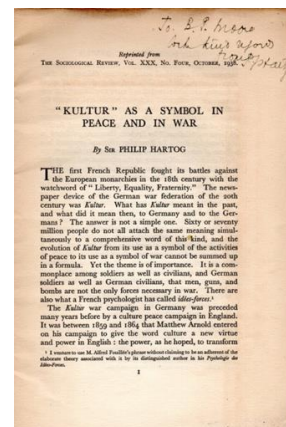 To
Reprinted from
THE SOCIOLOGICAL REVIEW, VOL. XXX, NO. FOUR, OCTOBER, 1938.
"KULTUR" AS A SYMBOL IN
PEACE AND IN WAR
By SIR PHILIP HARTOG
THE first French Republic fought its battles against
the European monarchies in the 18th century with the
watchword of " Liberty, Equality, Fraternity." The news-
paper device of the German war federation of the 20th
century was Kultur. What has Kultur meant in the past,
and what did it mean then, to Germany and to the Ger-
mans? The answer is not a simple one. Sixty or seventy
million people do not all attach the same meaning simul-
taneously to a comprehensive word of this kind, and the
evolution of Kultur from its use as a symbol of the activities
of peace to its use as a symbol of war cannot be summed up
in a formula. Yet the theme is of importance. It is a com-
monplace among soldiers as well as civilians, and German
soldiers as well as German civilians, that men, guns, and
bombs are not the only forces necessary in war. There are
also what a French psychologist has called idées-forces.¹
The Kultur war campaign in Germany was preceded
many years before by a culture peace campaign in England.
It was between 1859 and 1864 that Matthew Arnold entered
on his campaign to give the word culture a new virtue
and power in English : the power, as he hoped, to transform
¹ I venture to use M. Alfred Fouillée's phrase without claiming to be an adherent of the
elaborate theory associated with it by its distinguished author in his Psychologie des
Idées-Forces.
1